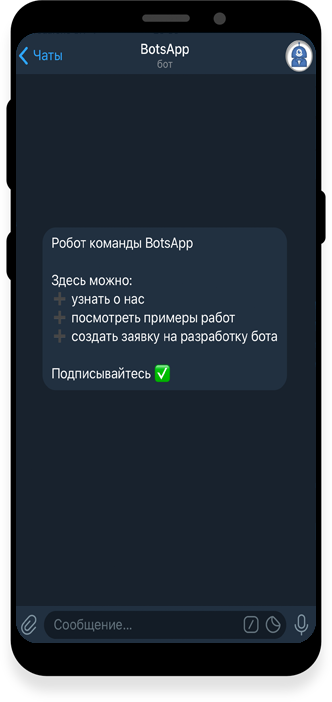 Чаты
BotsApp
бот
Робот команды BotsApp
Здесь можно:
➕ узнать о нас
➕ посмотреть примеры работ
➕ создать заявку на разработку бота
Подписывайтесь ✅
Сообщение...